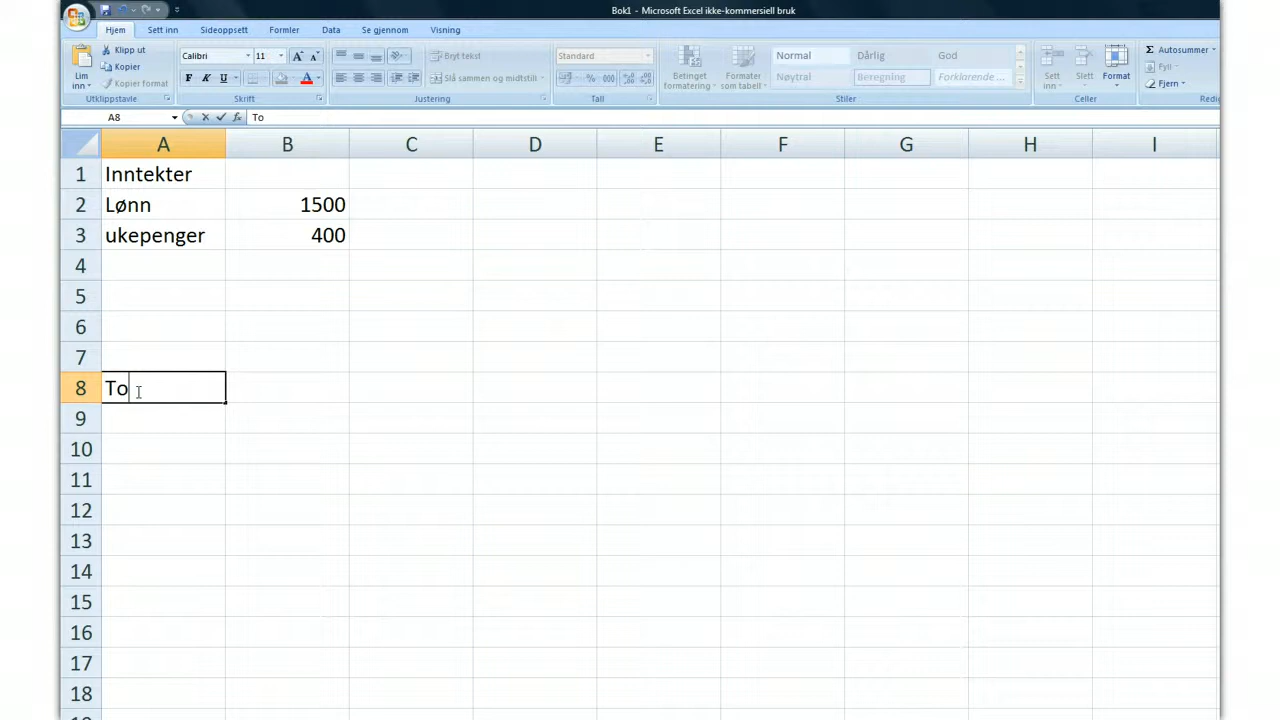 Bok1 - Microsoft Excel ikke-kommersiell bruk
Hjem Sett inn Sideoppsett Formler Data Se gjennom Visning
Lim inn
Klipp ut
Kopier
Kopier format
Utklippstavle
Calibri 11
F K U
Skrift
Bryt tekst
Slå sammen og midtstill
Justering
Standard
% 000
Tall
Betinget formatering
Formater som tabell
Normal Dårlig God
Nøytral Beregning Forklarende ...
Stiler
Sett inn
Slett
Format
Celler
Σ Autosummer
Fyll
Fjern
Redig
A8 fx To
A B C D E F G H I
1 Inntekter
2 Lønn 1500
3 ukepenger 400
4
5
6
7
8 To
9
10
11
12
13
14
15
16
17
18